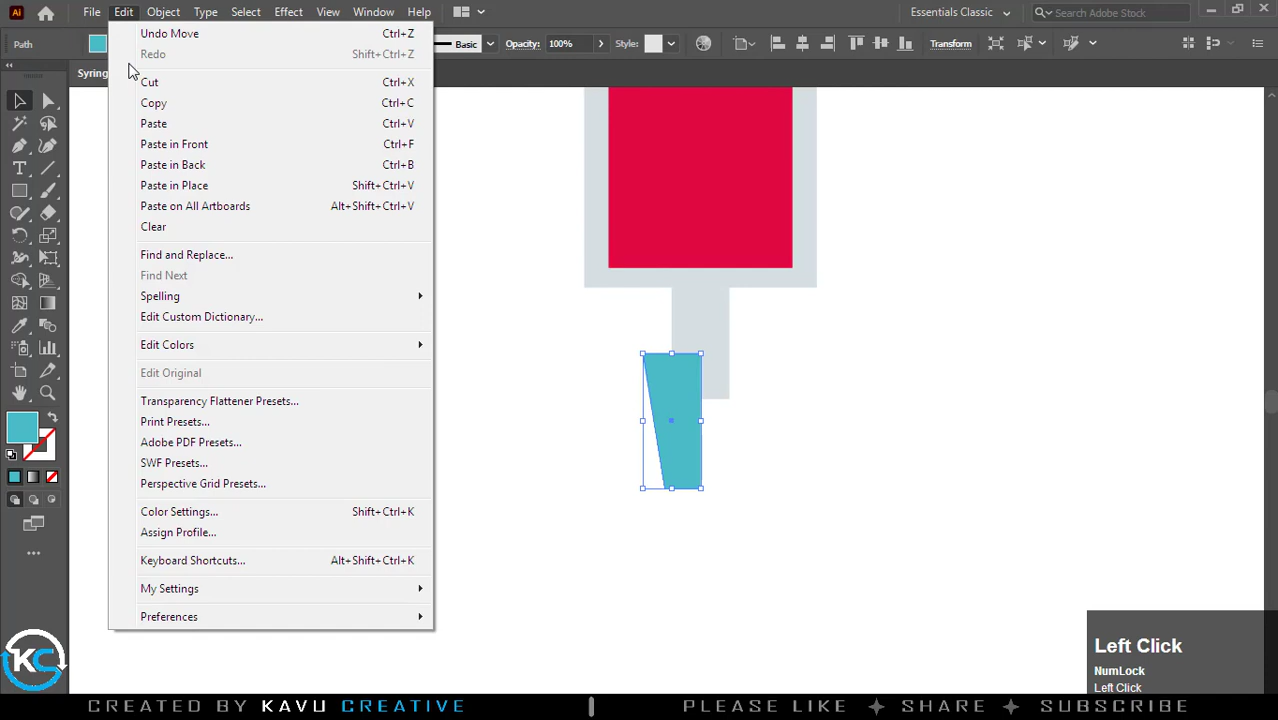 Ai File Edit Object Type Select Effect View Window Help Essentials Classic Search Adobe Stock
Path Basic Opacity: 100% Style: Transform
Syring
Undo Move Ctrl+Z
Redo Shift+Ctrl+Z
Cut Ctrl+X
Copy Ctrl+C
Paste Ctrl+V
Paste in Front Ctrl+F
Paste in Back Ctrl+B
Paste in Place Shift+Ctrl+V
Paste on All Artboards Alt+Shift+Ctrl+V
Clear
Find and Replace...
Find Next
Spelling
Edit Custom Dictionary...
Edit Colors
Edit Original
Transparency Flattener Presets...
Print Presets...
Adobe PDF Presets...
SWF Presets...
Perspective Grid Presets...
Color Settings... Shift+Ctrl+K
Assign Profile...
Keyboard Shortcuts... Alt+Shift+Ctrl+K
My Settings
Preferences
Left Click
NumLock
Left Click
KC
CREATED BY KAVU CREATIVE PLEASE LIKE SHARE SUBSCRIBE